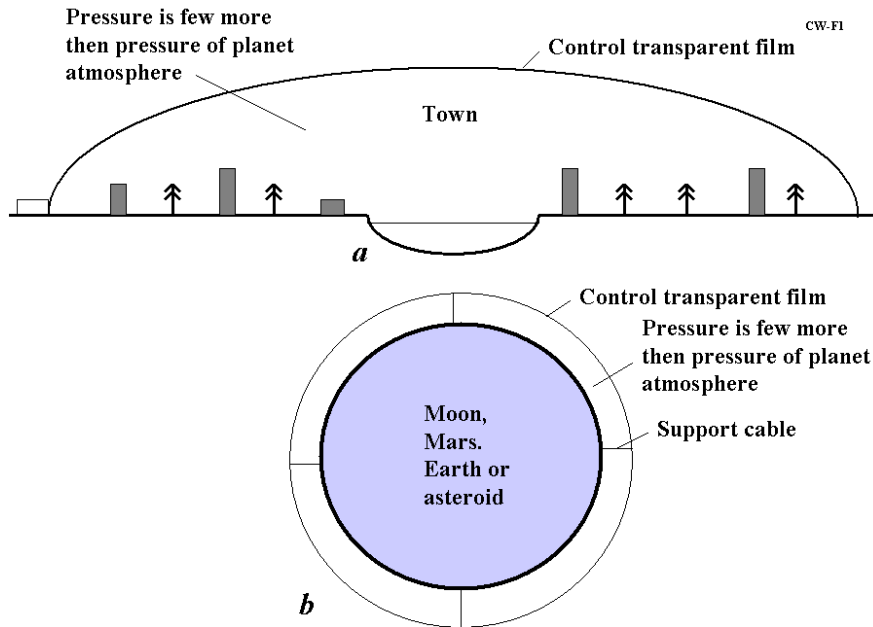 Pressure is few more
then pressure of planet
atmosphere
Control transparent film
CW-F1
Town
a
Control transparent film
Pressure is few more
then pressure of planet
atmosphere
Moon,
Mars.
Earth or
asteroid
Support cable
b